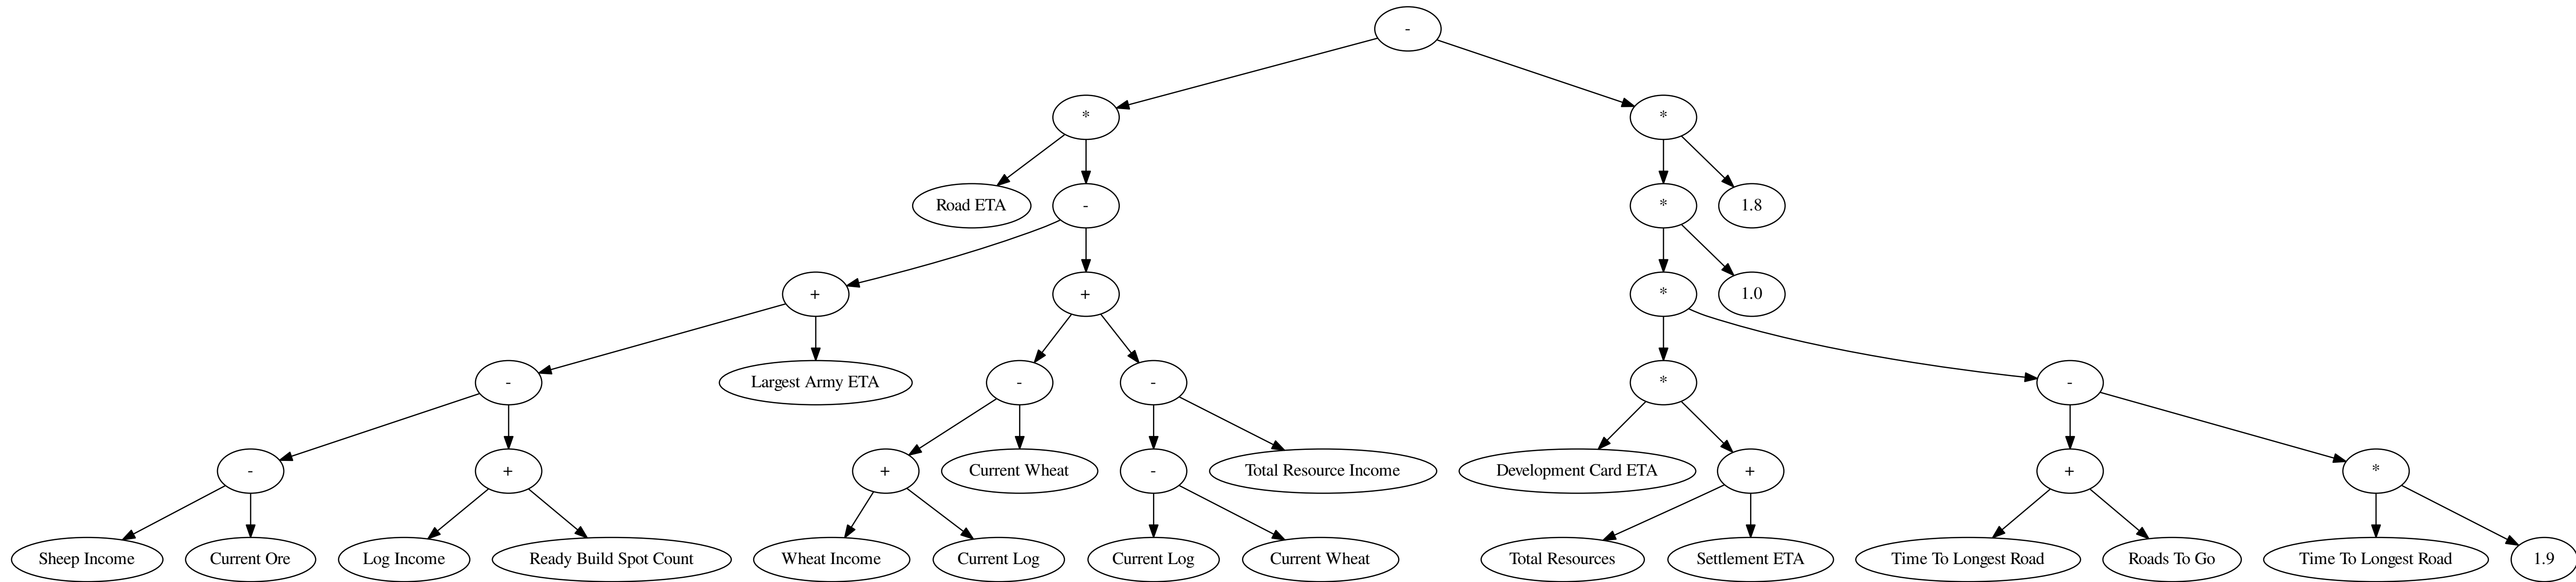 -
*
*
Road ETA
-
*
1.8
+
+
*
1.0
-
Largest Army ETA
-
-
*
-
-
+
+
Current Wheat
-
Total Resource Income
Development Card ETA
+
+
*
Sheep Income
Current Ore
Log Income
Ready Build Spot Count
Wheat Income
Current Log
Current Log
Current Wheat
Total Resources
Settlement ETA
Time To Longest Road
Roads To Go
Time To Longest Road
1.9